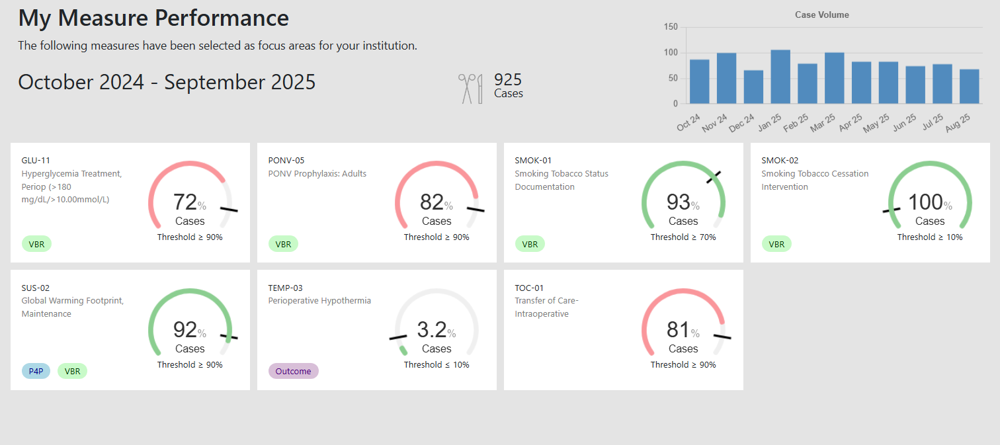 My Measure Performance
The following measures have been selected as focus areas for your institution.
October 2024 - September 2025
925
Cases
Case Volume
150
100
50
0
Oct 24
Nov 24
Dec 24
Jan 25
Feb 25
Mar 25
Apr 25
May 25
Jun 25
Jul 25
Aug 25
GLU-11
Hyperglycemia Treatment,
Periop (>180
mg/dL/>10.00mmol/L)
72%
Cases
Threshold ≥ 90%
VBR
PONV-05
PONV Prophylaxis: Adults
82%
Cases
Threshold ≥ 90%
VBR
SMOK-01
Smoking Tobacco Status
Documentation
93%
Cases
Threshold ≥ 70%
VBR
SMOK-02
Smoking Tobacco Cessation
Intervention
100%
Cases
Threshold ≥ 10%
VBR
SUS-02
Global Warming Footprint,
Maintenance
92%
Cases
Threshold ≥ 90%
P4P VBR
TEMP-03
Perioperative Hypothermia
3.2%
Cases
Threshold ≤ 10%
Outcome
TOC-01
Transfer of Care-
Intraoperative
81%
Cases
Threshold ≥ 90%